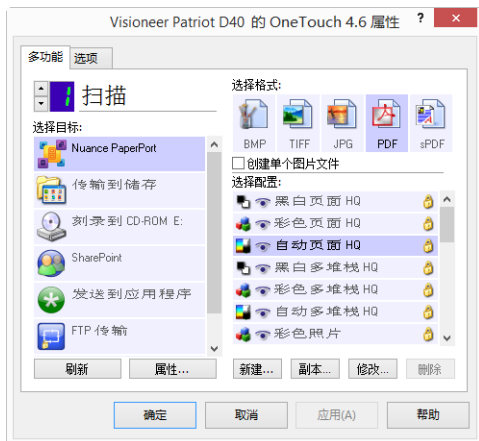 Visioneer Patriot D40 的 OneTouch 4.6 属性
多功能 选项
1 扫描
选择目标:
Nuance PaperPort
传输到储存
刻录到 CD-ROM E:
SharePoint
发送到应用程序
FTP 传输
刷新 属性...
选择格式:
BMP TIFF JPG PDF sPDF
创建单个图片文件
选择配置:
黑白页面 HQ
彩色页面 HQ
自动页面 HQ
黑白多堆栈 HQ
彩色多堆栈 HQ
自动多堆栈 HQ
彩色照片
新建... 副本... 修改... 删除
确定 取消 应用(A) 帮助